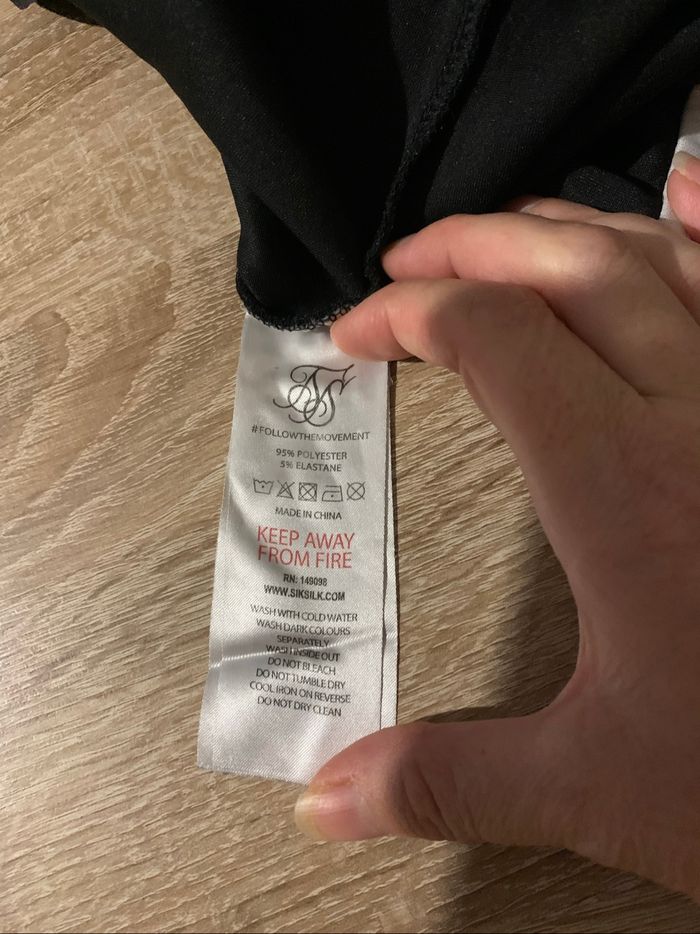 #FOLLOWTHEMOVEMENT
95% POLYESTER
5% ELASTANE
MADE IN CHINA
KEEP AWAY
FROM FIRE
RN: 149098
WWW.SIKSILK.COM
WASH WITH COLD WATER
WASH DARK COLOURS
SEPARATELY
WASH INSIDE OUT
DO NOT BLEACH
DO NOT TUMBLE DRY
COOL IRON ON REVERSE
DO NOT DRY CLEAN